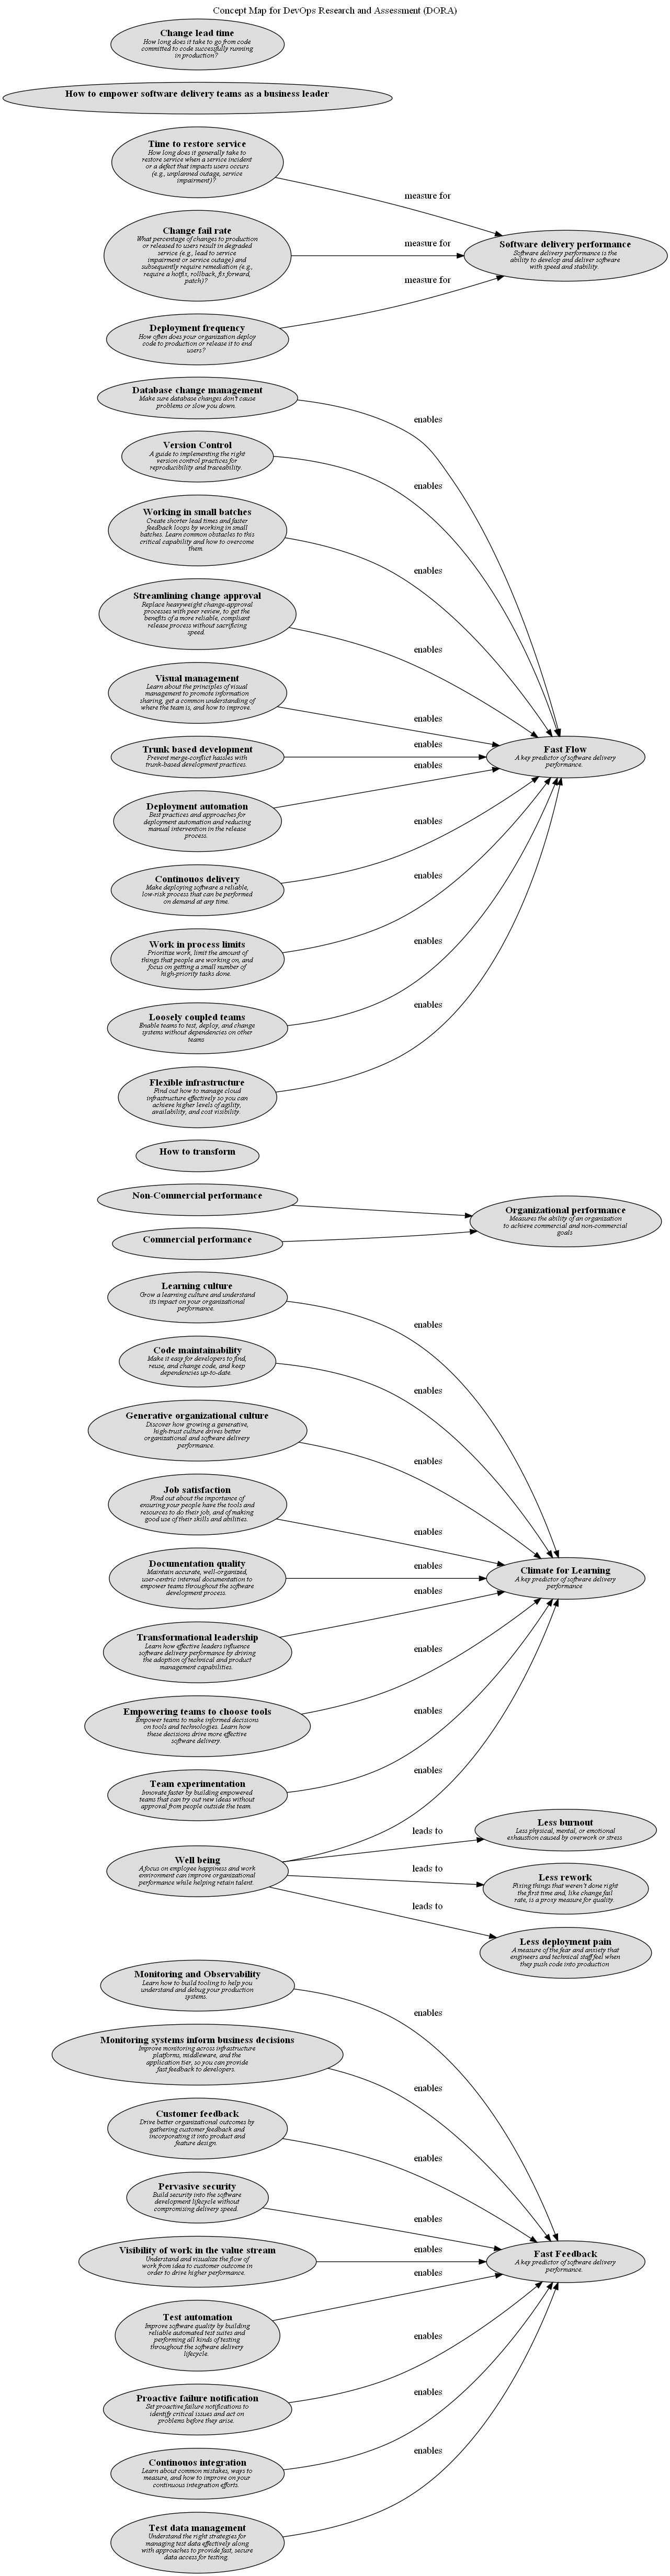 Concept Map for DevOps Research and Assessment (DORA)
Change lead time
How long does it take to go from code
committed to code successfully running
in production?
How to empower software delivery teams as a business leader
Time to restore service
How long does it generally take to
restore service when a service incident
or a defect that impacts users occurs
(e.g., unplanned outage, service
impairment)?
measure for
Change fail rate
What percentage of changes to production
or released to users result in degraded
service (e.g., lead to service
impairment or service outage) and
subsequently require remediation (e.g.,
require a hotfix, rollback, fix forward,
patch)?
measure for
Software delivery performance
Software delivery performance is the
ability to develop and deliver software
with speed and stability.
measure for
Deployment frequency
How often does your organization deploy
code to production or release it to end
users?
Database change management
Make sure database changes don't cause
problems or slow you down.
enables
Version Control
A guide to implementing the right
version control practices for
reproducibility and traceability.
enables
Working in small batches
Create shorter lead times and faster
feedback loops by working in small
batches. Learn common obstacles to this
critical capability and how to overcome
them.
enables
Streamlining change approval
Replace heavyweight change-approval
processes with peer review, to get the
benefits of a more reliable, compliant
release process without sacrificing
speed.
enables
Visual management
Learn about the principles of visual
management to promote information
sharing, get a common understanding of
where the team is, and how to improve.
enables
Trunk based development
Prevent merge-conflict hassles with
trunk-based development practices.
enables
Fast Flow
A key predictor of software delivery
performance.
enables
Deployment automation
Best practices and approaches for
deployment automation and reducing
manual intervention in the release
process.
enables
Continouos delivery
Make deploying software a reliable,
low-risk process that can be performed
on demand at any time.
enables
Work in process limits
Prioritize work, limit the amount of
things that people are working on, and
focus on getting a small number of
high-priority tasks done.
enables
Loosely coupled teams
Enable teams to test, deploy, and change
systems without dependencies on other
teams
enables
Flexible infrastructure
Find out how to manage cloud
infrastructure effectively so you can
achieve higher levels of agility,
availability, and cost visibility.
How to transform
Non-Commercial performance
Organizational performance
Measures the ability of an organization
to achieve commercial and non-commercial
goals
Commercial performance
Learning culture
Grow a learning culture and understand
its impact on your organizational
performance.
enables
Code maintainability
Make it easy for developers to find,
reuse, and change code, and keep
dependencies up-to-date.
enables
Generative organizational culture
Discover how growing a generative,
high-trust culture drives better
organizational and software delivery
performance.
enables
Job satisfaction
Find out about the importance of
ensuring your people have the tools and
resources to do their job, and of making
good use of their skills and abilities.
enables
Documentation quality
Maintain accurate, well-organized,
user-centric internal documentation to
empower teams throughout the software
development process.
enables
Climate for Learning
A key predictor of software delivery
performance
enables
Transformational leadership
Learn how effective leaders influence
software delivery performance by driving
the adoption of technical and product
management capabilities.
enables
Empowering teams to choose tools
Empower teams to make informed decisions
on tools and technologies. Learn how
these decisions drive more effective
software delivery.
enables
Team experimentation
Innovate faster by building empowered
teams that can try out new ideas without
approval from people outside the team.
enables
Well being
A focus on employee happiness and work
environment can improve organizational
performance while helping retain talent.
leads to
Less burnout
Less physical, mental, or emotional
exhaustion caused by overwork or stress
leads to
Less rework
Fixing things that weren't done right
the first time and, like change fail
rate, is a proxy measure for quality.
leads to
Less deployment pain
A measure of the fear and anxiety that
engineers and technical staff feel when
they push code into production
Monitoring and Observability
Learn how to build tooling to help you
understand and debug your production
systems.
enables
Monitoring systems inform business decisions
Improve monitoring across infrastructure
platforms, middleware, and the
application tier, so you can provide
fast feedback to developers.
enables
Customer feedback
Drive better organizational outcomes by
gathering customer feedback and
incorporating it into product and
feature design.
enables
Pervasive security
Build security into the software
development lifecycle without
compromising delivery speed.
enables
Visibility of work in the value stream
Understand and visualize the flow of
work from idea to customer outcome in
order to drive higher performance.
enables
Fast Feedback
A key predictor of software delivery
performance.
enables
Test automation
Improve software quality by building
reliable automated test suites and
performing all kinds of testing
throughout the software delivery
lifecycle.
enables
Proactive failure notification
Set proactive failure notifications to
identify critical issues and act on
problems before they arise.
enables
Continouos integration
Learn about common mistakes, ways to
measure, and how to improve on your
continuous integration efforts.
enables
Test data management
Understand the right strategies for
managing test data effectively along
with approaches to provide fast, secure
data access for testing.